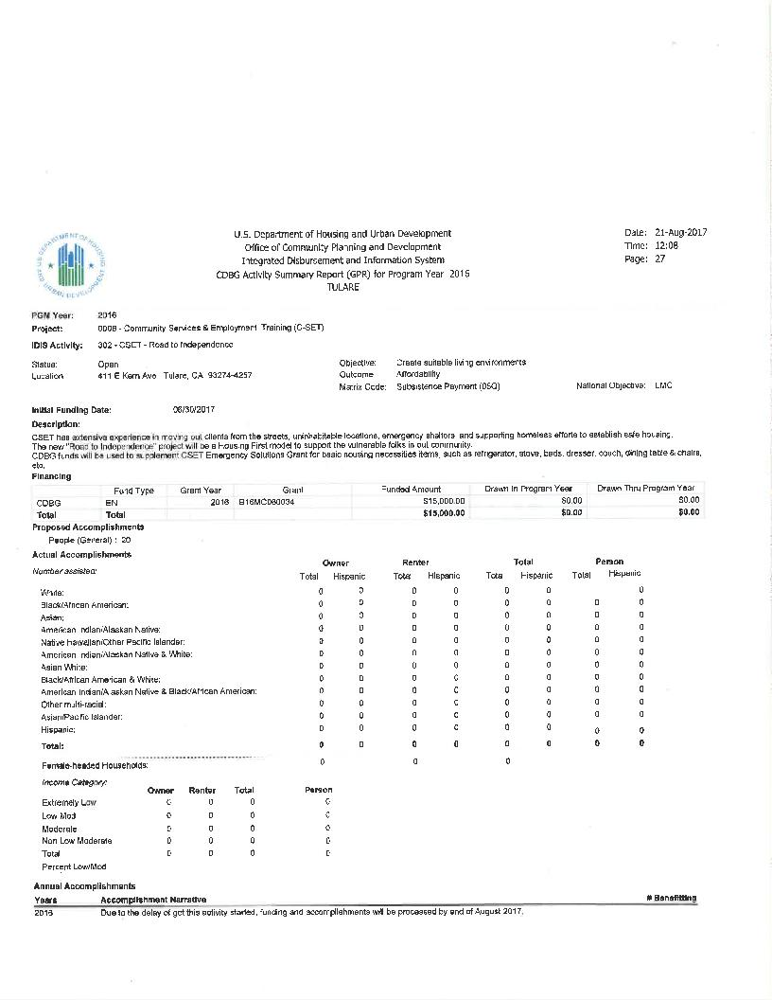 U.S. Department of Housing and Urban Development
Office of Community Planning and Development
Integrated Disbursement and Information System
CDBG Activity Summary Report (GPR) for Program Year 2016
TULARE
Date: 21-Aug-2017
Time: 12:08
Page: 27
PGM Year: 2016
Project: 0008 - Community Services & Employment Training (C-SET)
IDIS Activity: 302 - CSET - Road to Independence
Status: Open Objective: Create suitable living environments
Location 411 E Kern Ave Tulare, CA 93274-4257 Outcome Affordability
Matrix Code: Subsistence Payment (05Q) National Objective: LMC
Initial Funding Date: 06/30/2017
Description:
CSET has extensive experience in moving out clients from the streets, uninhabitable locations, emergency shelters, and supporting homeless efforts to establish safe housing.
The new "Road to Independence" project will be a Housing First model to support the vulnerable folks in out community.
CDBG funds will be used to supplement CSET Emergency Solutions Grant for basic housing necessities items, such as refrigerator, stove, beds, dresser, couch, dining table & chairs,
etc.
Financing
Fund Type Grant Year Grant Funded Amount Drawn In Program Year Drawn Thru Program Year
CDBG EN 2016 B16MC060034 $15,000.00 $0.00 $0.00
Total Total $15,000.00 $0.00 $0.00
Proposed Accomplishments
People (General) : 20
Actual Accomplishments
Owner Renter Total Person
Number assisted: Total Hispanic Total Hispanic Total Hispanic Total Hispanic
White: 0 0 0 0 0 0 0
Black/African American: 0 0 0 0 0 0 0 0
Asian: 0 0 0 0 0 0 0 0
American Indian/Alaskan Native: 0 0 0 0 0 0 0 0
Native Hawaiian/Other Pacific Islander: 0 0 0 0 0 0 0 0
American Indian/Alaskan Native & White: 0 0 0 0 0 0 0 0
Asian White: 0 0 0 0 0 0 0 0
Black/African American & White: 0 0 0 0 0 0 0 0
American Indian/Alaskan Native & Black/African American: 0 0 0 0 0 0 0 0
Other multi-racial: 0 0 0 0 0 0 0 0
Asian/Pacific Islander: 0 0 0 0 0 0 0 0
Hispanic: 0 0 0 0 0 0 0 0
Total: 0 0 0 0 0 0 0 0
Female-headed Households: 0 0 0
Income Category:
Owner Renter Total Person
Extremely Low 0 0 0 0
Low Mod 0 0 0 0
Moderate 0 0 0 0
Non Low Moderate 0 0 0 0
Total 0 0 0 0
Percent Low/Mod
Annual Accomplishments
Years Accomplishment Narrative # Benefitting
2016 Due to the delay of got this activity started, funding and accomplishments will be processed by end of August 2017.